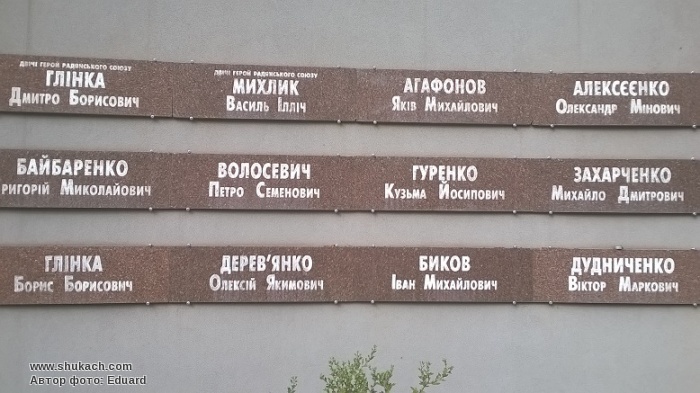 ДВІЧІ ГЕРОЙ РАДЯНСЬКОГО СОЮЗУ
ГЛІНКА
Дмитро Борисович
ДВІЧІ ГЕРОЙ РАДЯНСЬКОГО СОЮЗУ
МИХЛИК
Василь Ілліч
АГАФОНОВ
Яків Михайлович
АЛЕКСЄЄНКО
Олександр Мінович
БАЙБАРЕНКО
ригорій Миколайович
ВОЛОСЕВИЧ
Петро Семенович
ГУРЕНКО
Кузьма Йосипович
ЗАХАРЧЕНКО
Михайло Дмитрович
ГЛІНКА
Борис Борисович
ДЕРЕВ'ЯНКО
Олексій Якимович
БИКОВ
Іван Михайлович
ДУДНИЧЕНКО
Віктор Маркович
www.shukach.com
Автор фото: Eduard